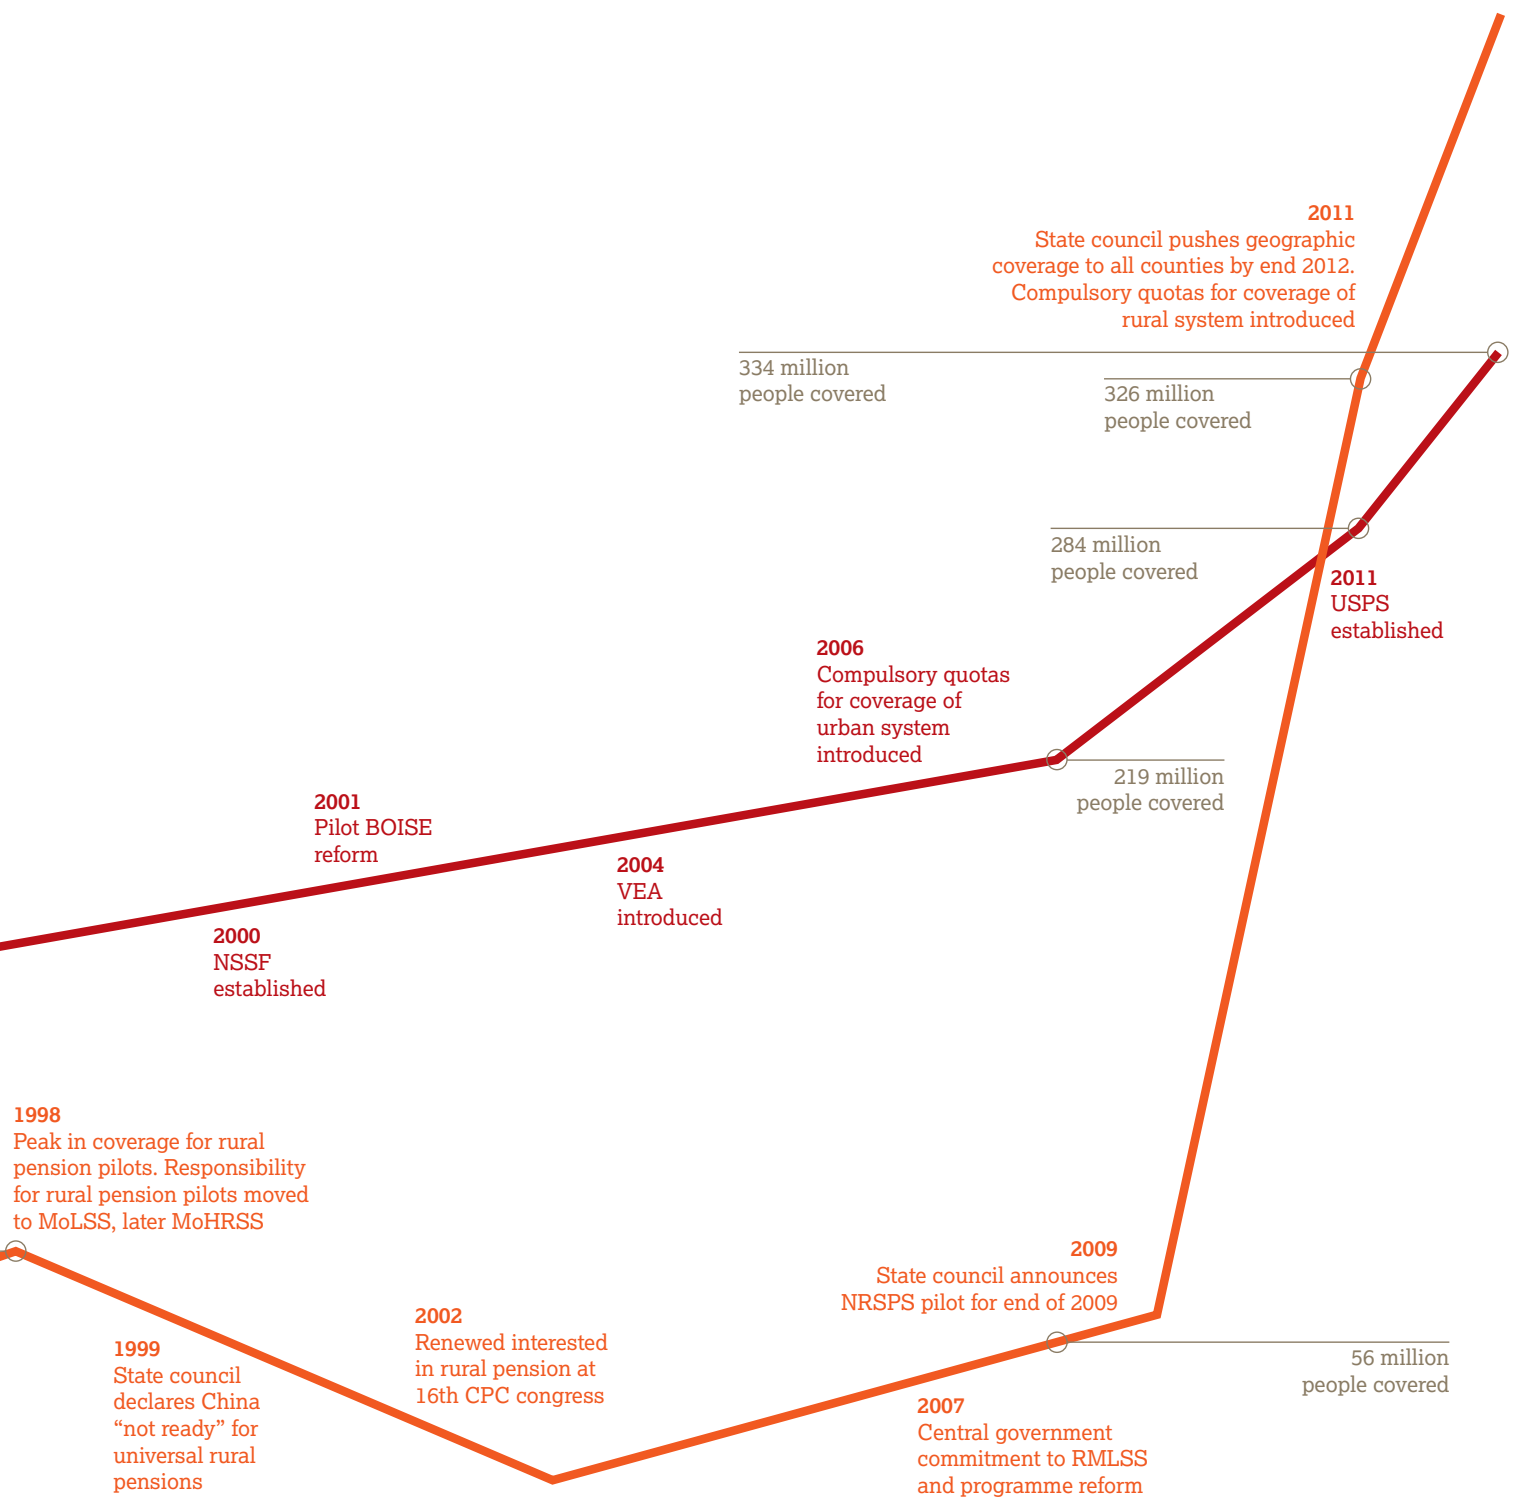 2011
State council pushes geographic
coverage to all counties by end 2012.
Compulsory quotas for coverage of
rural system introduced
334 million
people covered
326 million
people covered
284 million
people covered
2011
USPS
established
2006
Compulsory quotas
for coverage of
urban system
introduced
219 million
people covered
2001
Pilot BOISE
reform
2004
VEA
introduced
2000
NSSF
established
1998
Peak in coverage for rural
pension pilots. Responsibility
for rural pension pilots moved
to MoLSS, later MoHRSS
2009
State council announces
NRSPS pilot for end of 2009
2002
Renewed interested
in rural pension at
16th CPC congress
1999
State council
declares China
“not ready” for
universal rural
pensions
56 million
people covered
2007
Central government
commitment to RMLSS
and programme reform